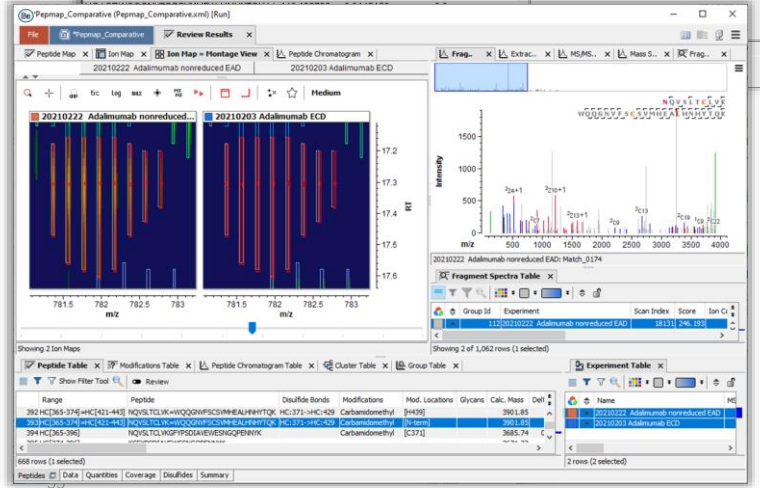 'Pepmap_Comparative (Pepmap_Comparative.xml) [Run]
File *Pepmap_Comparative Review Results
Peptide Map Ion Map Ion Map = Montage View Peptide Chromatogram
20210222 Adalimumab nonreduced EAD 20210203 Adalimumab ECD
tic log Medium
20210222 Adalimumab nonreduced... 20210203 Adalimumab ECD
17.2
17.3
17.4
17.5
17.6
RT
781.5 782 782.5 783 781.5 782 782.5 783
m/z m/z
Showing 2 Ion Maps
Frag... Extrac... MS/MS... Mass S... Frag...
NQVSLTCLVK
WQQGNVFSCSVMHEALHNHYTQK
Intensity
1500
1000
500
0
m/z 500 1000 1500 2000 2500 3000 3500 4000
20210222 Adalimumab nonreduced EAD: Match_0174
Fragment Spectra Table
Group Id Experiment Scan Index Score Ion Co
112 20210222 Adalimumab nonreduced EAD 18131 246.193
Showing 2 of 1,062 rows (1 selected)
Peptide Table Modifications Table Peptide Chromatogram Table Cluster Table Group Table
Show Filter Tool Review
Range Peptide Disulfide Bonds Modifications Mod. Locations Glycans Calc. Mass Delt
392 HC[365-374]=HC[421-443] NQVSLTCLVK=WQQGNVFSCSVMHEALHNHYTQK HC:371->HC:429 Carbamidomethyl [H439] 3901.85
393 HC[365-374]=HC[421-443] NQVSLTCLVK=WQQGNVFSCSVMHEALHNHYTQK HC:371->HC:429 Carbamidomethyl [N-term] 3901.85
394 HC[365-396] NQVSLTCLVKGFYPSDIAVEWESNGQPENNYK Carbamidomethyl [C371] 3685.74
668 rows (1 selected)
Peptides Data Quantities Coverage Disulfides Summary
Experiment Table
Name MS
20210222 Adalimumab nonreduced EAD
20210203 Adalimumab ECD
2 rows (2 selected)